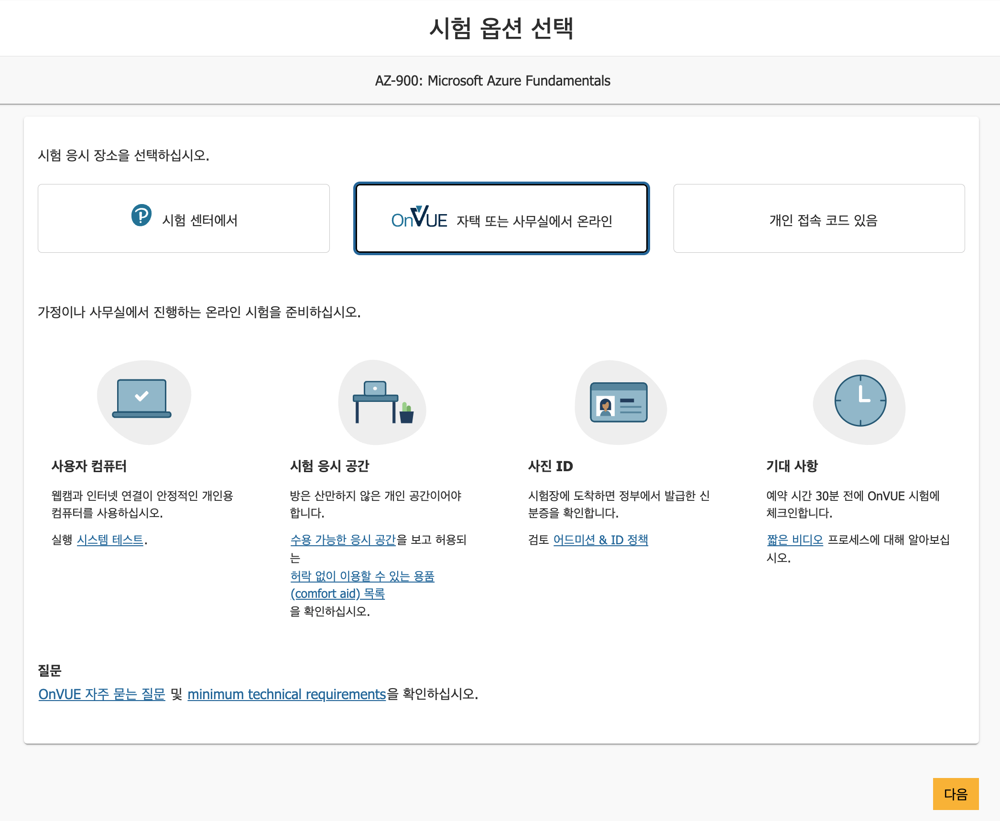 시험 옵션 선택
AZ-900: Microsoft Azure Fundamentals
시험 응시 장소을 선택하십시오.
시험 센터에서
OnVUE 자택 또는 사무실에서 온라인
개인 접속 코드 있음
가정이나 사무실에서 진행하는 온라인 시험을 준비하십시오.
사용자 컴퓨터
웹캠과 인터넷 연결이 안정적인 개인용
컴퓨터를 사용하십시오.
실행 시스템 테스트.
시험 응시 공간
방은 산만하지 않은 개인 공간이어야
합니다.
수용 가능한 응시 공간을 보고 허용되
는
허락 없이 이용할 수 있는 용품
(comfort aid) 목록
을 확인하십시오.
사진 ID
시험장에 도착하면 정부에서 발급한 신
분증을 확인합니다.
검토 어드미션 & ID 정책
기대 사항
예약 시간 30분 전에 OnVUE 시험에
체크인합니다.
짧은 비디오 프로세스에 대해 알아보십
시오.
질문
OnVUE 자주 묻는 질문 및 minimum technical requirements을 확인하십시오.
다음